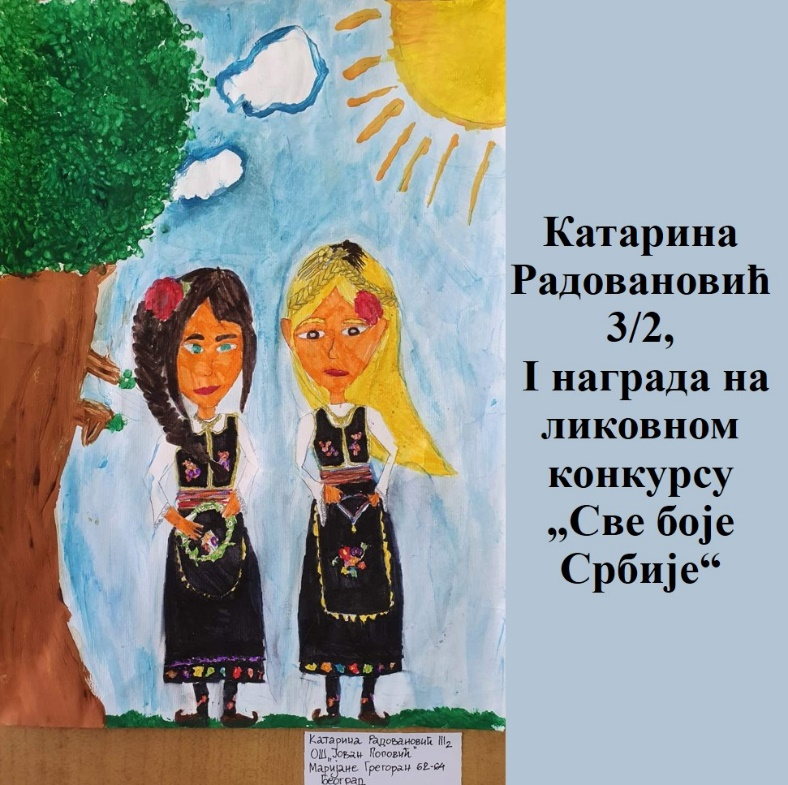 Катарина
Радовановић
3/2,
I награда на
ликовном
конкурсу
„Све боје
Србије“
Катарина Радовановић III2
ОШ „Јован Поповић“
Маријане Грегоран 62-64
Београд